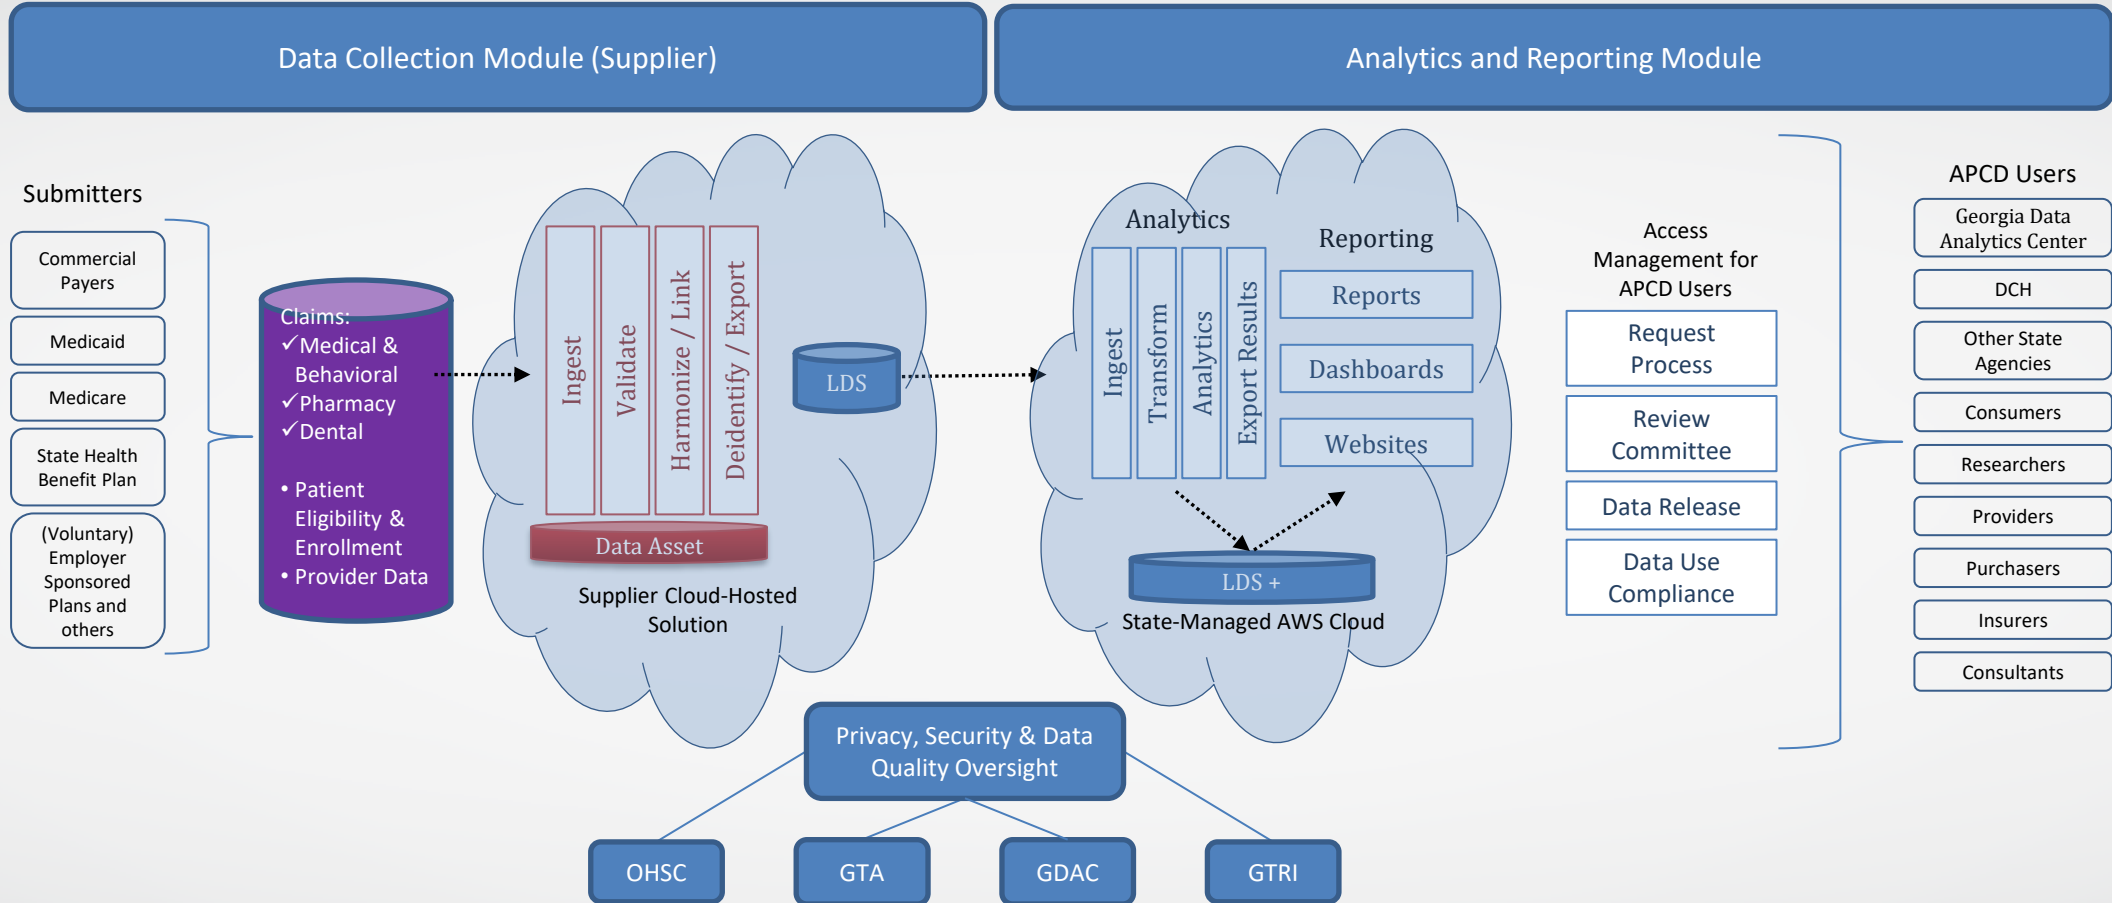 Data Collection Module (Supplier)
Analytics and Reporting Module
Submitters
Commercial
Payers
Medicaid
Medicare
State Health
Benefit Plan
(Voluntary)
Employer
Sponsored
Plans and
others
Claims:
✓Medical &
Behavioral
✓Pharmacy
✓Dental
• Patient
Eligibility &
Enrollment
• Provider Data
Ingest
Validate
Harmonize / Link
Deidentify / Export
Data Asset
LDS
Supplier Cloud-Hosted
Solution
Analytics
Ingest
Transform
Analytics
Export Results
Reporting
Reports
Dashboards
Websites
LDS +
State-Managed AWS Cloud
Access
Management for
APCD Users
Request
Process
Review
Committee
Data Release
Data Use
Compliance
APCD Users
Georgia Data
Analytics Center
DCH
Other State
Agencies
Consumers
Researchers
Providers
Purchasers
Insurers
Consultants
Privacy, Security & Data
Quality Oversight
OHSC
GTA
GDAC
GTRI